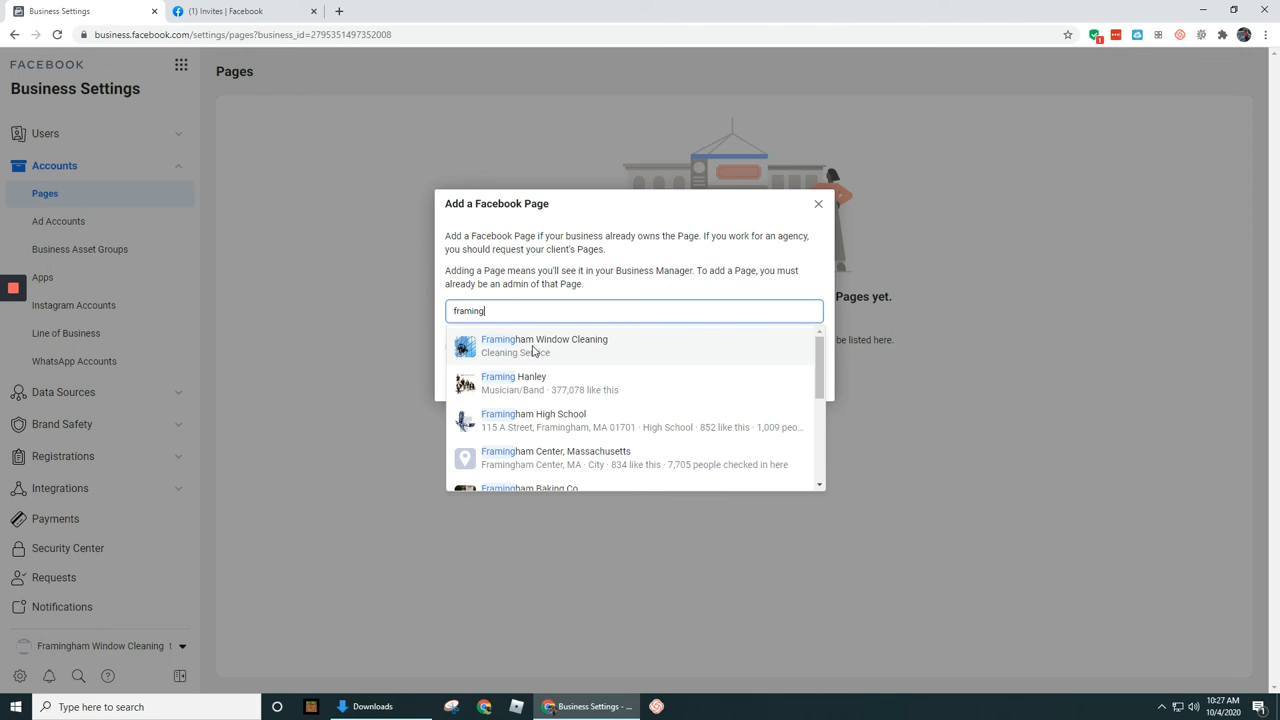 Business Settings
(1) Invites | Facebook
business.facebook.com/settings/pages?business_id=2795351497352008
FACEBOOK
Business Settings
Users
Accounts
Pages
Ad Accounts
Business Asset Groups
Apps
Instagram Accounts
Line of Business
WhatsApp Accounts
Data Sources
Brand Safety
Registrations
Integrations
Payments
Security Center
Requests
Notifications
Framingham Window Cleaning
Pages
Pages yet.
be listed here.
Add a Facebook Page
Add a Facebook Page if your business already owns the Page. If you work for an agency,
you should request your client's Pages.
Adding a Page means you'll see it in your Business Manager. To add a Page, you must
already be an admin of that Page.
framing
Framingham Window Cleaning
Cleaning Service
Framing Hanley
Musician/Band · 377,078 like this
Framingham High School
115 A Street, Framingham, MA 01701 · High School · 852 like this · 1,009 peo...
Framingham Center, Massachusetts
Framingham Center, MA · City · 834 like this · 7,705 people checked in here
Framingham Baking Co
Type here to search
Downloads
Business Settings - ...
10:27 AM
10/4/2020
1
1